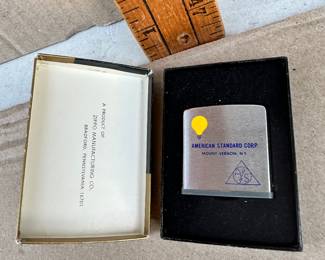 A PRODUCT OF
ZIPPO MANUFACTURING CO.
BRADFORD, PENNSYLVANIA 16701
AMERICAN STANDARD CORP.
MOUNT VERNON, N.Y.